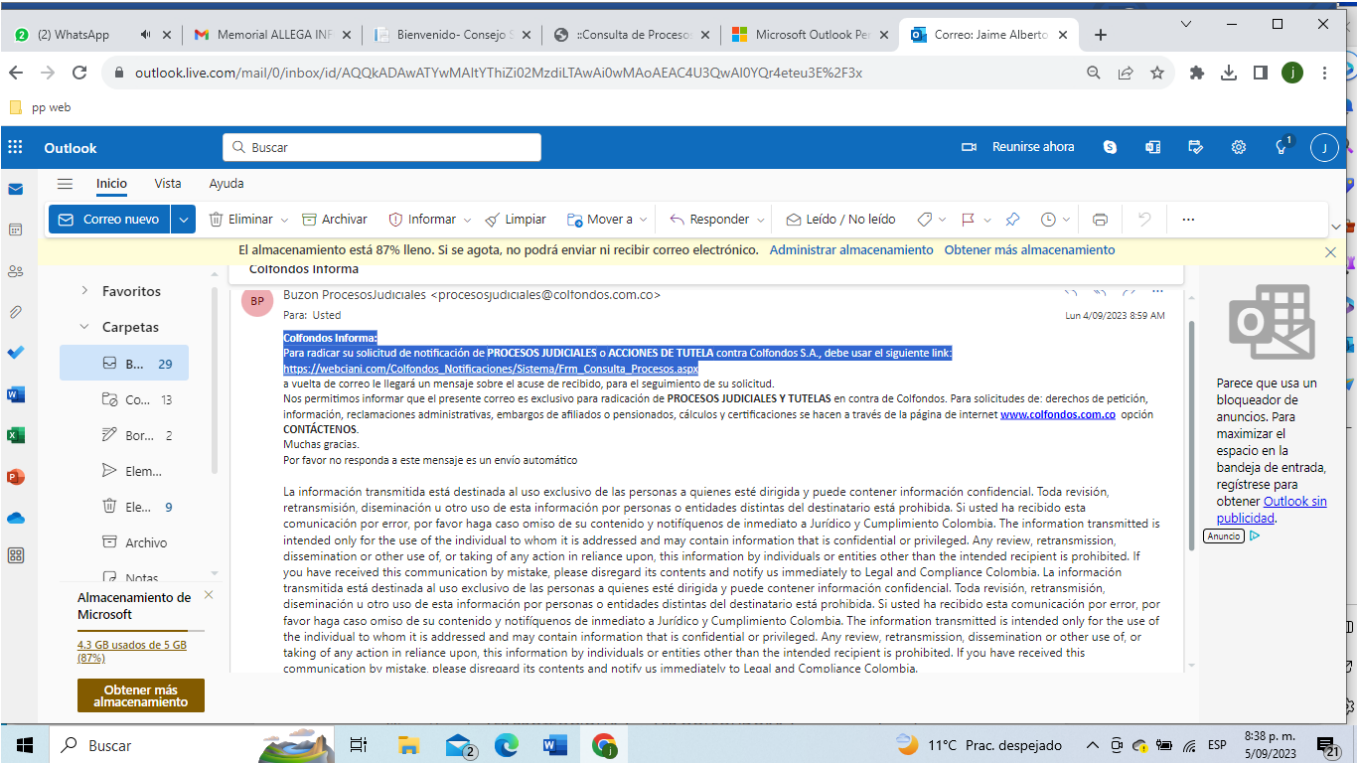 (2) WhatsApp
Memorial ALLEGA INF
Bienvenido- Consejo S
::Consulta de Proceso
Microsoft Outlook Pe
Correo: Jaime Alberto
outlook.live.com/mail/0/inbox/id/AQQkADAwATYwMAItYThiZi02MzdiLTAwAi0wMAoAEAC4U3QwAI0YQr4eteu3E%2F3x
pp web
Outlook
Buscar
Reunirse ahora
1
J
Inicio Vista Ayuda
Correo nuevo Eliminar Archivar Informar Limpiar Mover a Responder Leído / No leído
El almacenamiento está 87% lleno. Si se agota, no podrá enviar ni recibir correo electrónico. Administrar almacenamiento Obtener más almacenamiento
Favoritos
Carpetas
B... 29
Co... 13
Bor... 2
Elem...
Ele... 9
Archivo
Notas
Almacenamiento de
Microsoft
4.3 GB usados de 5 GB
(87%)
Obtener más
almacenamiento
Colfondos Informa
BP
Buzon ProcesosJudiciales <procesosjudiciales@colfondos.com.co>
Para: Usted
Lun 4/09/2023 8:59 AM
Colfondos Informa:
Para radicar su solicitud de notificación de PROCESOS JUDICIALES o ACCIONES DE TUTELA contra Colfondos S.A., debe usar el siguiente link:
https://webciani.com/Colfondos_Notificaciones/Sistema/Frm_Consulta_Procesos.aspx
a vuelta de correo le llegará un mensaje sobre el acuse de recibido, para el seguimiento de su solicitud.
Nos permitimos informar que el presente correo es exclusivo para radicación de PROCESOS JUDICIALES Y TUTELAS en contra de Colfondos. Para solicitudes de: derechos de petición,
información, reclamaciones administrativas, embargos de afiliados o pensionados, cálculos y certificaciones se hacen a través de la página de internet www.colfondos.com.co opción
CONTÁCTENOS.
Muchas gracias.
Por favor no responda a este mensaje es un envío automático
La información transmitida está destinada al uso exclusivo de las personas a quienes esté dirigida y puede contener información confidencial. Toda revisión,
retransmisión, diseminación u otro uso de esta información por personas o entidades distintas del destinatario está prohibida. Si usted ha recibido esta
comunicación por error, por favor haga caso omiso de su contenido y notifíquenos de inmediato a Jurídico y Cumplimiento Colombia. The information transmitted is
intended only for the use of the individual to whom it is addressed and may contain information that is confidential or privileged. Any review, retransmission,
dissemination or other use of, or taking of any action in reliance upon, this information by individuals or entities other than the intended recipient is prohibited. If
you have received this communication by mistake, please disregard its contents and notify us immediately to Legal and Compliance Colombia. La información
transmitida está destinada al uso exclusivo de las personas a quienes esté dirigida y puede contener información confidencial. Toda revisión, retransmisión,
diseminación u otro uso de esta información por personas o entidades distintas del destinatario está prohibida. Si usted ha recibido esta comunicación por error, por
favor haga caso omiso de su contenido y notifíquenos de inmediato a Jurídico y Cumplimiento Colombia. The information transmitted is intended only for the use of
the individual to whom it is addressed and may contain information that is confidential or privileged. Any review, retransmission, dissemination or other use of, or
taking of any action in reliance upon, this information by individuals or entities other than the intended recipient is prohibited. If you have received this
communication by mistake, please disregard its contents and notify us immediately to Legal and Compliance Colombia.
Parece que usa un
bloqueador de
anuncios. Para
maximizar el
espacio en la
bandeja de entrada,
regístrese para
obtener Outlook sin
publicidad.
Anuncio
Buscar
11°C Prac. despejado
ESP
8:38 p. m.
5/09/2023
21